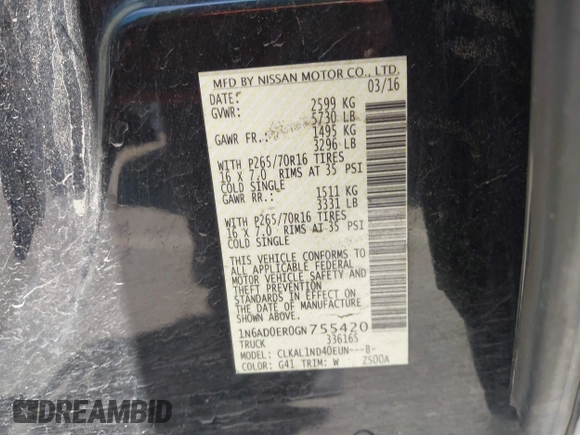 MFD BY NISSAN MOTOR CO., LTD.
DATE: 03/16
GVWR: 2599 KG
5730 LB
GAWR FR.: 1495 KG
3296 LB
WITH P265/70R16 TIRES
16 X 7.0 RIMS AT 35 PSI
COLD SINGLE
GAWR RR.: 1511 KG
3331 LB
WITH P265/70R16 TIRES
16 X 7.0 RIMS AT 35 PSI
COLD SINGLE
THIS VEHICLE CONFORMS TO
ALL APPLICABLE FEDERAL
MOTOR VEHICLE SAFETY AND
THEFT PREVENTION
STANDARDS IN EFFECT ON
THE DATE OF MANUFACTURE
SHOWN ABOVE.
1N6AD0ER0GN755420
TRUCK 336165
MODEL: CLKAL1ND40EUN---B-
COLOR: G41 TRIM: W ZS00A
DREAMBID